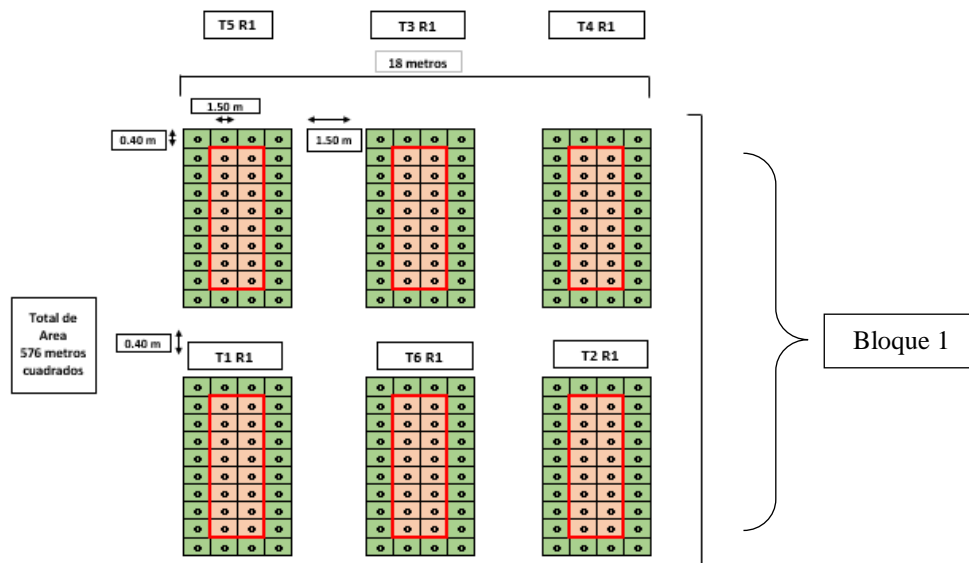 T5 R1
T3 R1
T4 R1
18 metros
1.50 m
0.40 m
1.50 m
Total de
Area
576 metros
cuadrados
0.40 m
T1 R1
T6 R1
T2 R1
Bloque 1